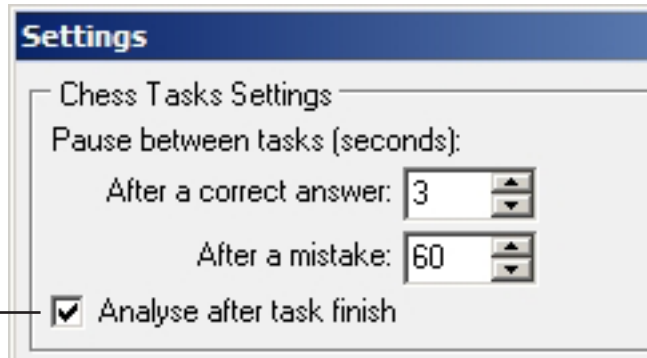 Settings
Chess Tasks Settings
Pause between tasks (seconds):
After a correct answer: 3
After a mistake: 60
Analyse after task finish